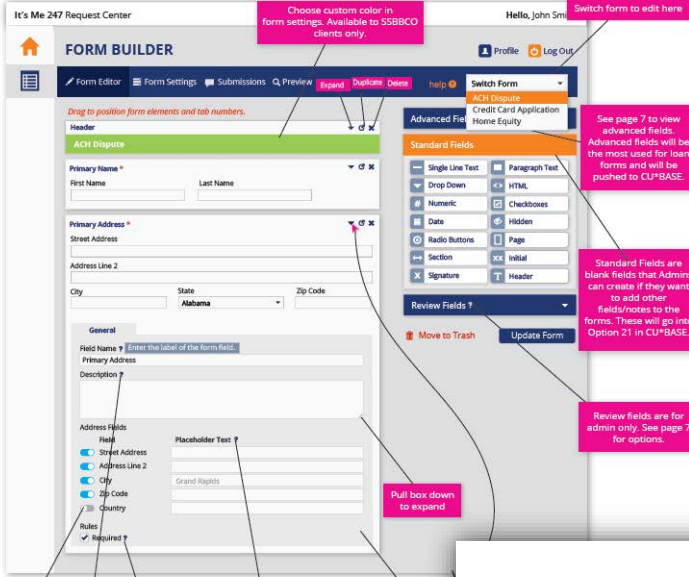 It's Me 247 Request Center
Hello, John Smi
Choose custom color in
form settings. Available to SSBBCO
clients only.
Switch form to edit here
FORM BUILDER
Profile
Log Out
Form Editor
Form Settings
Submissions
Preview
Expand
Duplicate
Delete
help
Switch Form
ACH Dispute
Credit Card Application
Home Equity
Drag to position form elements and tab numbers.
Header
ACH Dispute
Primary Name *
First Name
Last Name
Primary Address *
Street Address
Address Line 2
City
State
Zip Code
Alabama
General
Field Name ?
Enter the label of the form field.
Primary Address
Description ?
Address Fields
Field
Placeholder Text ?
Street Address
Address Line 2
City
Grand Rapids
Zip Code
Country
Rules
Required ?
Pull box down
to expand
Advanced Fiel
Standard Fields
Single Line Text
Paragraph Text
Drop Down
<> HTML
# Numeric
Checkboxes
Date
Hidden
Radio Buttons
Page
Section
XX Initial
X Signature
T Header
Review Fields ?
Move to Trash
Update Form
See page 7 to view
advanced fields.
Advanced fields will be
the most used for loan
forms and will be
pushed to CU*BASE.
Standard Fields are
blank fields that Admins
can create if they want
to add other
fields/notes to the
forms. These will go into
Option 21 in CU*BASE.
Review fields are for
admin only. See page 7
for options.